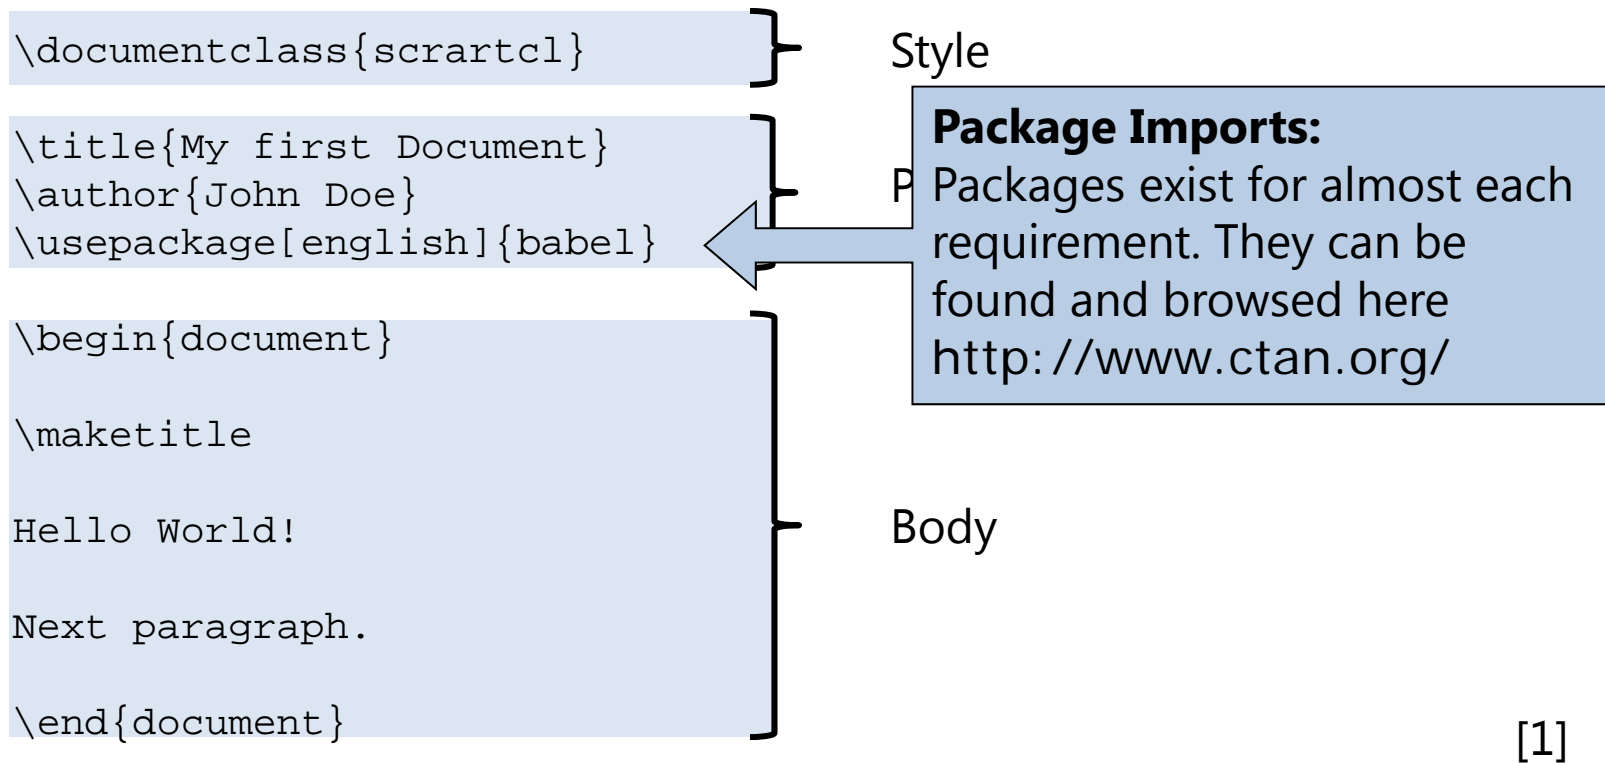 \documentclass{scrartcl}
Style
\title{My first Document}
\author{John Doe}
\usepackage[english]{babel}
P
Package Imports:
Packages exist for almost each
requirement. They can be
found and browsed here
http://www.ctan.org/
\begin{document}
\maketitle
Hello World!
Next paragraph.
\end{document}
Body
[1]